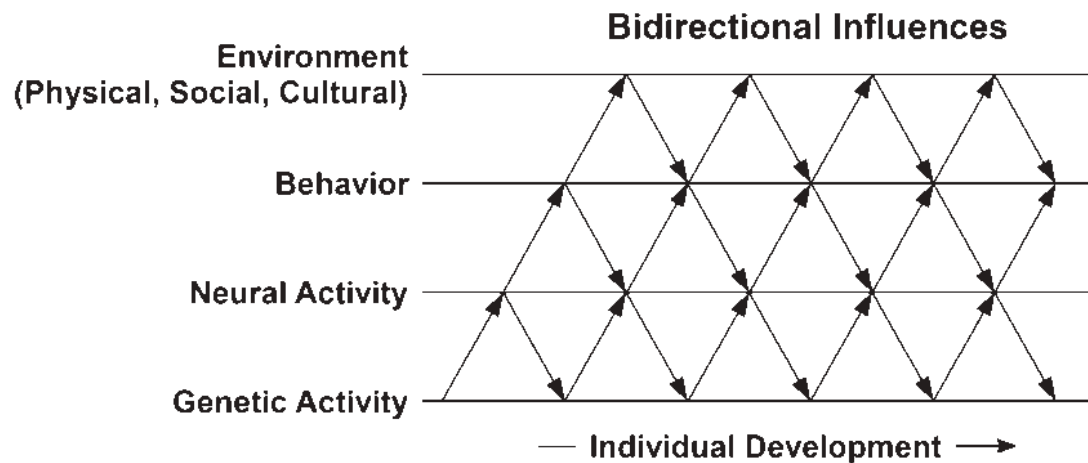 Bidirectional Influences
Environment
(Physical, Social, Cultural)
Behavior
Neural Activity
Genetic Activity
Individual Development